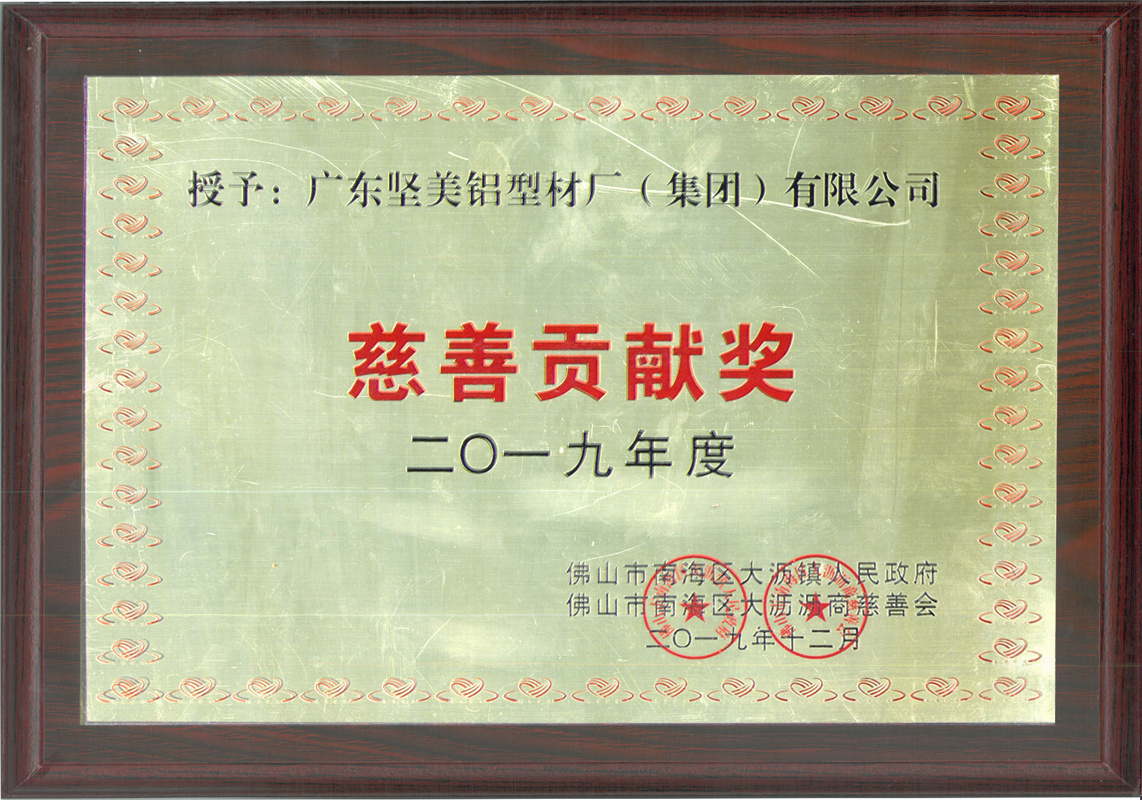 授予：广东坚美铝型材厂（集团）有限公司
慈善贡献奖
二〇一九年度
佛山市南海区大沥镇人民政府
佛山市南海区大沥沥商慈善会
二〇一九年十二月